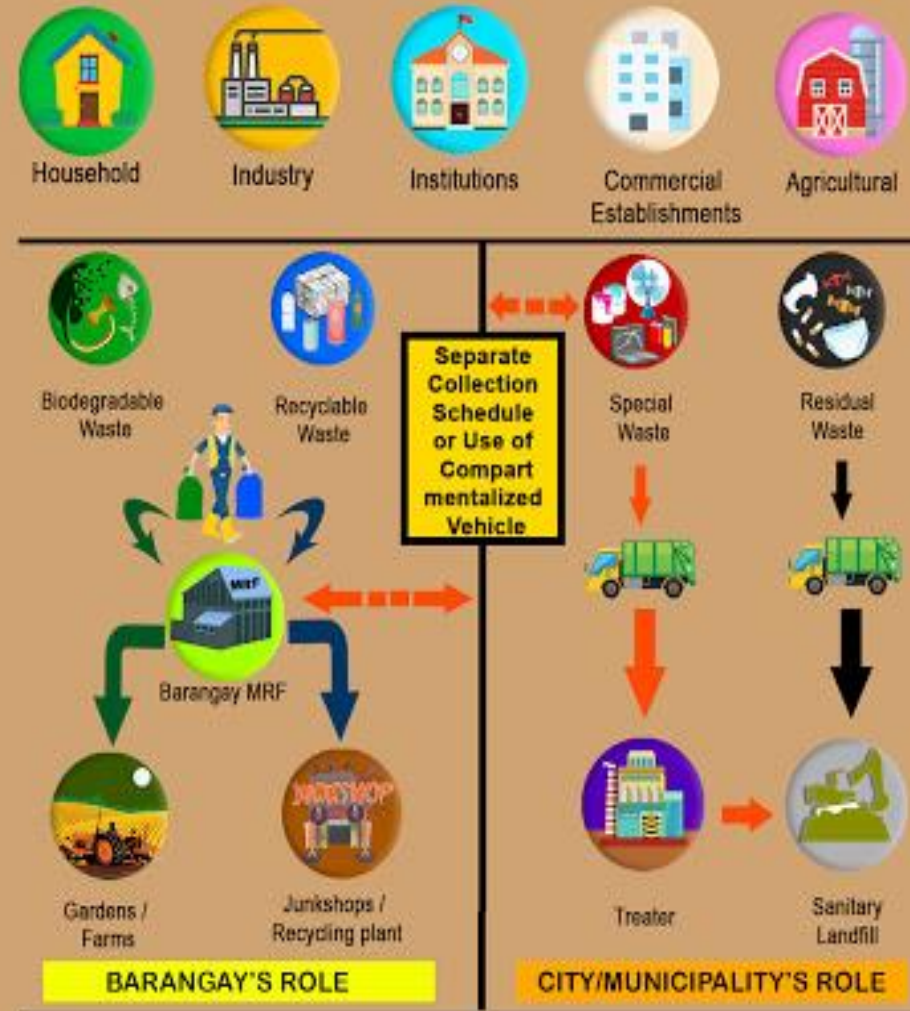 Household
Industry
Institutions
Commercial
Establishments
Agricultural
Biodegradable
Waste
Recyclable
Waste
Separate
Collection
Schedule
or Use of
Compart
mentalized
Vehicle
Special
Waste
Residual
Waste
MRF
Barangay MRF
JUNKSHOP
Gardens /
Farms
Junkshops /
Recycling plant
Treater
Sanitary
Landfill
BARANGAY'S ROLE
CITY/MUNICIPALITY'S ROLE